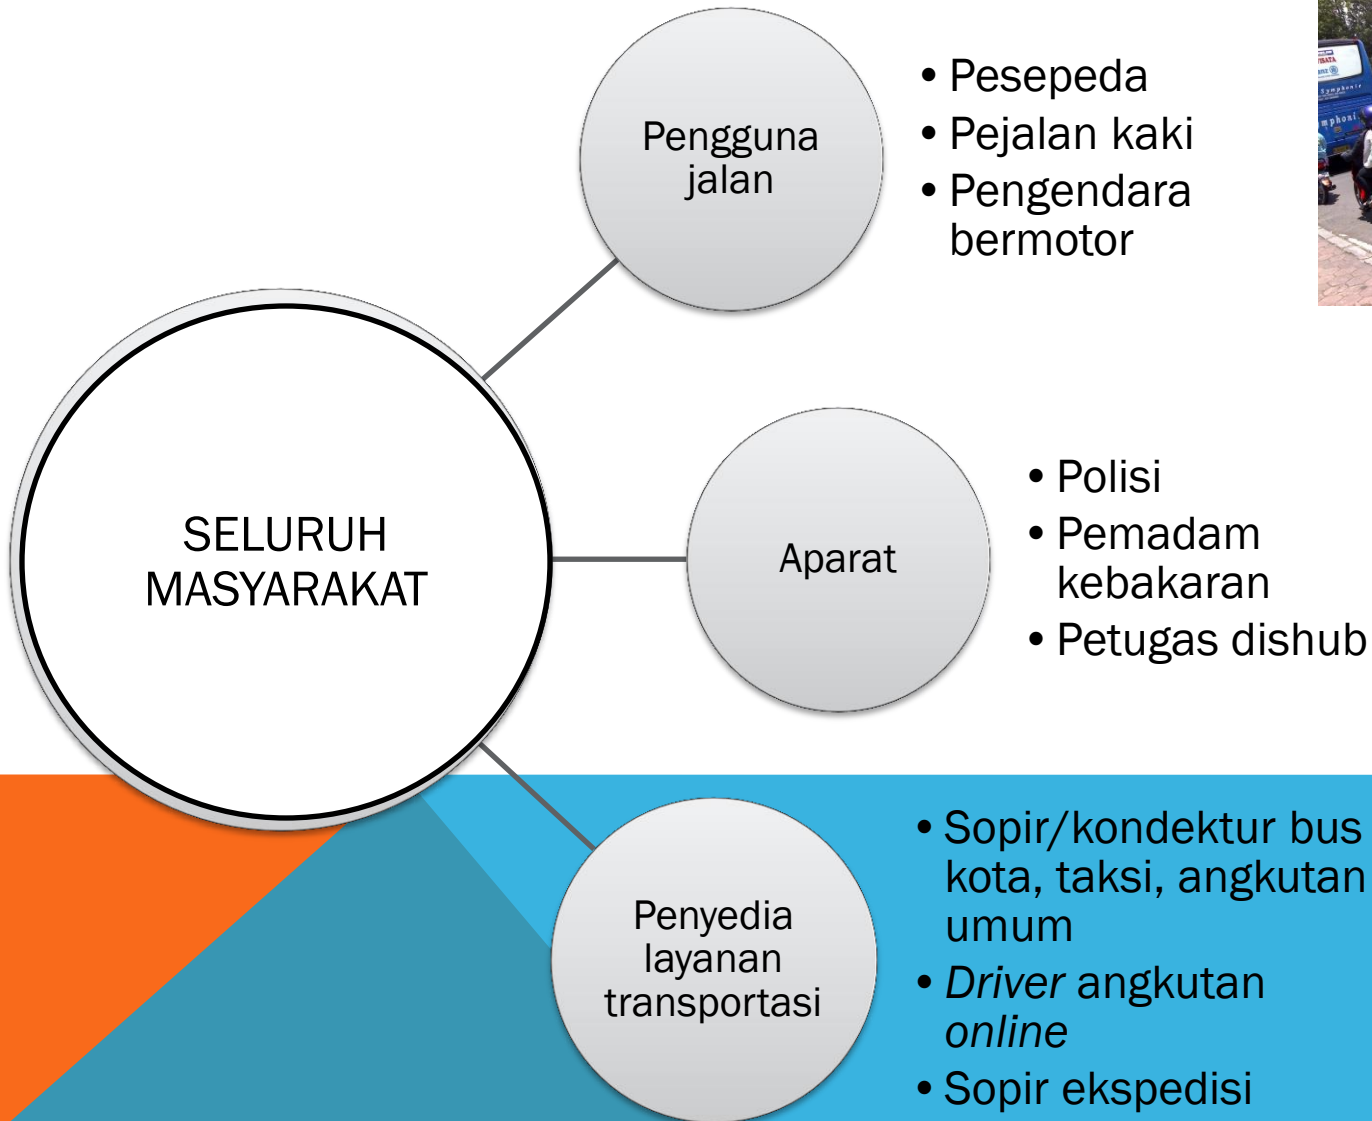 Pengguna
jalan
• Pesepeda
• Pejalan kaki
• Pengendara
bermotor
SELURUH
MASYARAKAT
Aparat
• Polisi
• Pemadam
kebakaran
• Petugas dishub
Penyedia
layanan
transportasi
• Sopir/kondektur bus
kota, taksi, angkutan
umum
• Driver angkutan
online
• Sopir ekspedisi